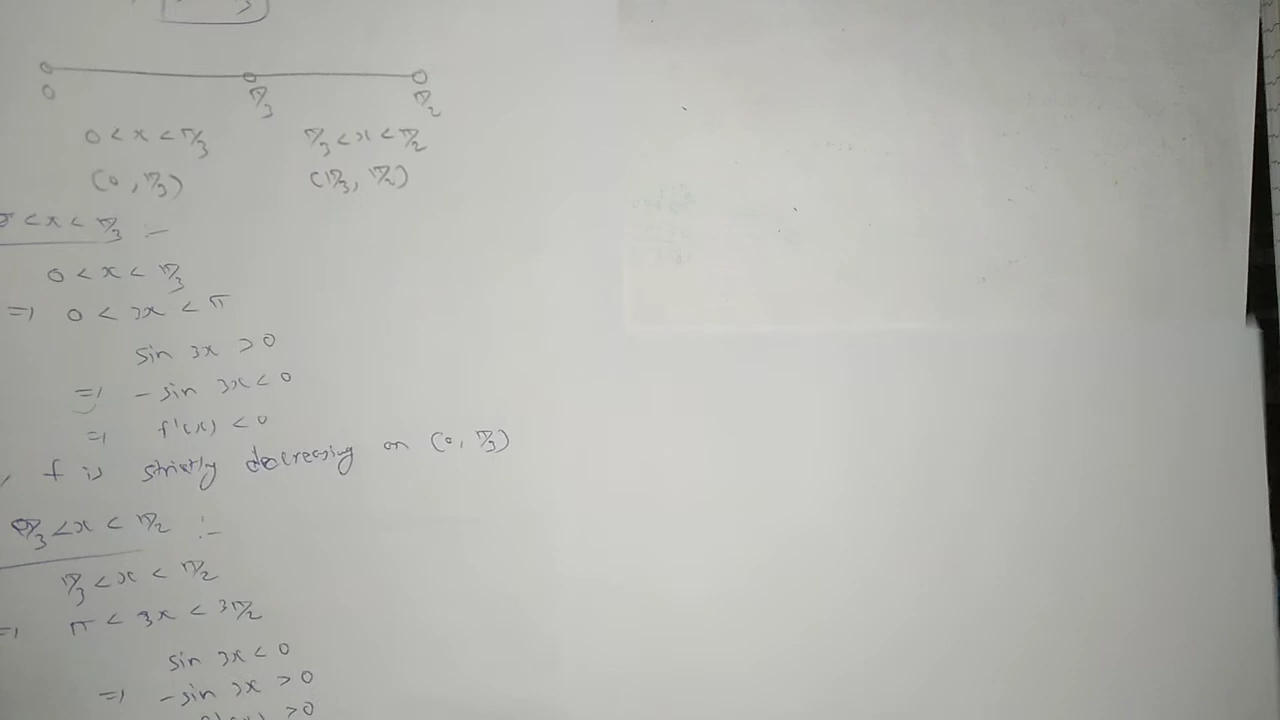 0 π/3 π/2
0 < x < π/3 π/3 < x < π/2
(0, π/3) (π/3, π/2)
< x < π/3 :-
0 < x < π/3
=> 0 < 3x < π
sin 3x > 0
=> - sin 3x < 0
=> f'(x) < 0
f is strictly decreasing on (0, π/3)
π/3 < x < π/2 :-
π/3 < x < π/2
=> π < 3x < 3π/2
sin 3x < 0
=> - sin 3x > 0
> 0